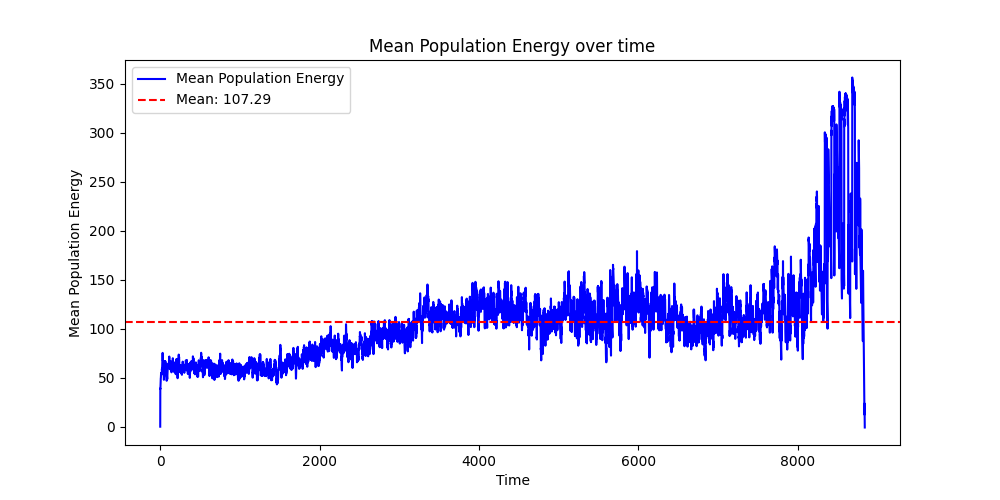 Mean Population Energy over time
Mean Population Energy
Mean: 107.29
350
300
250
200
150
100
50
0
Mean Population Energy
0 2000 4000 6000 8000
Time